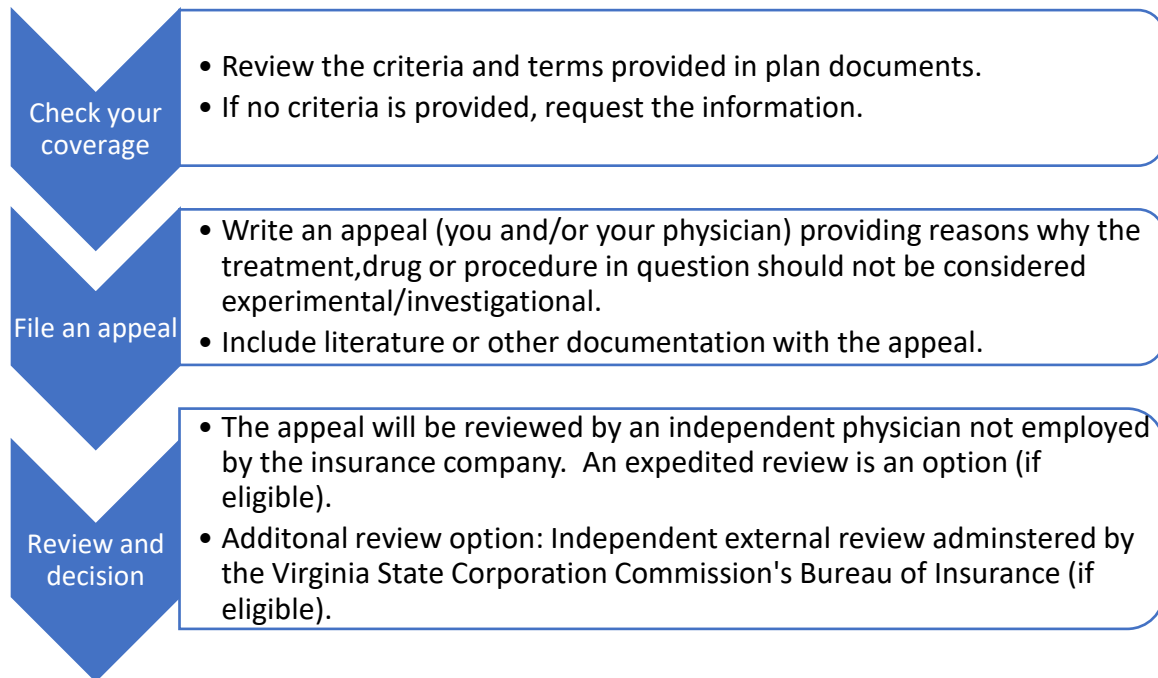 Check your
coverage
• Review the criteria and terms provided in plan documents.
• If no criteria is provided, request the information.
File an appeal
• Write an appeal (you and/or your physician) providing reasons why the
treatment,drug or procedure in question should not be considered
experimental/investigational.
• Include literature or other documentation with the appeal.
Review and
decision
• The appeal will be reviewed by an independent physician not employed
by the insurance company.  An expedited review is an option (if
eligible).
• Additonal review option: Independent external review adminstered by
the Virginia State Corporation Commission's Bureau of Insurance (if
eligible).